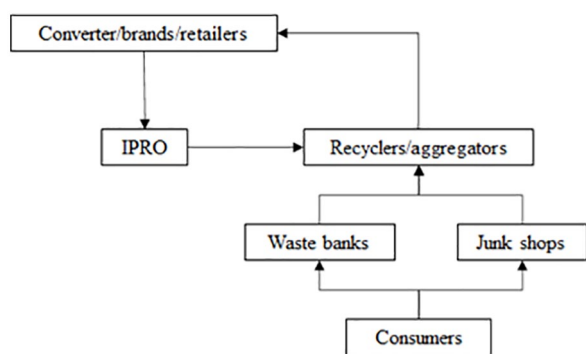 Converter/brands/retailers
IPRO
Recyclers/aggregators
Waste banks
Junk shops
Consumers